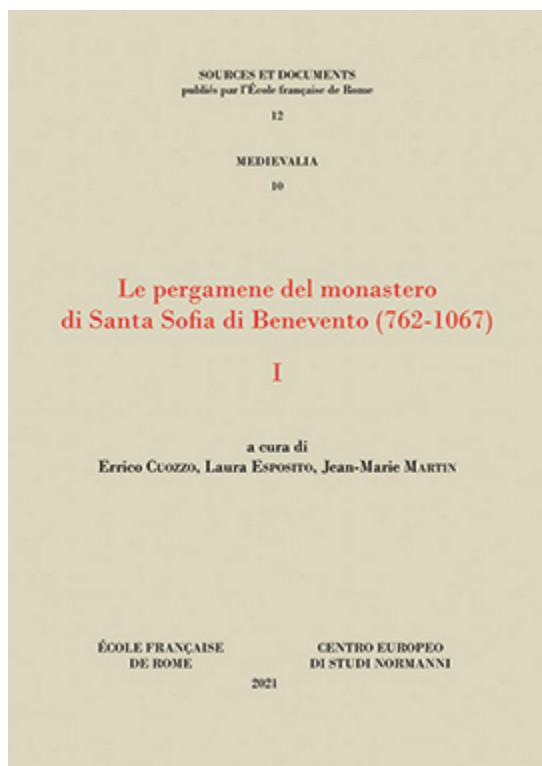 SOURCES ET DOCUMENTS
publiés par l'École française de Rome
12
MEDIEVALIA
10
Le pergamene del monastero
di Santa Sofia di Benevento (762-1067)
I
a cura di
Errico CUOZZO, Laura ESPOSITO, Jean-Marie MARTIN
ÉCOLE FRANÇAISE
DE ROME
CENTRO EUROPEO
DI STUDI NORMANNI
2021